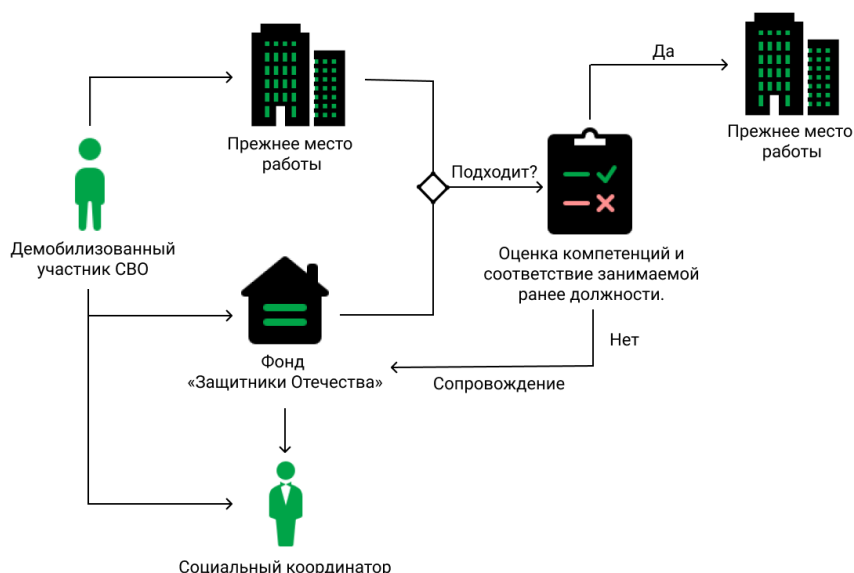 Да
Прежнее место
работы
Прежнее место
работы
Подходит?
Демобилизованный
участник СВО
Оценка компетенций и
соответствие занимаемой
ранее должности.
Нет
Фонд
«Защитники Отечества»
Сопровождение
Социальный координатор